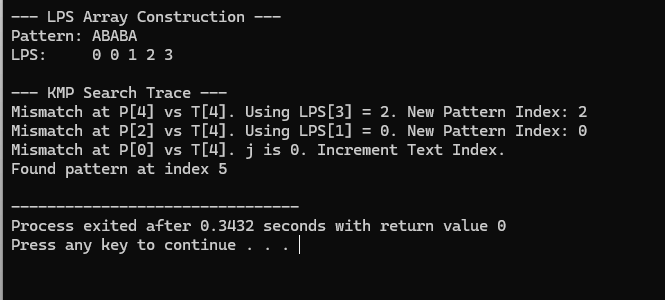 --- LPS Array Construction ---
Pattern: ABABA
LPS:     0 0 1 2 3
--- KMP Search Trace ---
Mismatch at P[4] vs T[4]. Using LPS[3] = 2. New Pattern Index: 2
Mismatch at P[2] vs T[4]. Using LPS[1] = 0. New Pattern Index: 0
Mismatch at P[0] vs T[4]. j is 0. Increment Text Index.
Found pattern at index 5
--------------------------------
Process exited after 0.3432 seconds with return value 0
Press any key to continue . . .